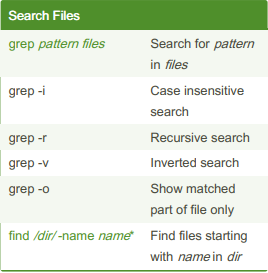 Search Files
grep pattern files Search for pattern
in files
grep -i Case insensitive
search
grep -r Recursive search
grep -v Inverted search
grep -o Show matched
part of file only
find /dir/ -name name* Find files starting
with name in dir